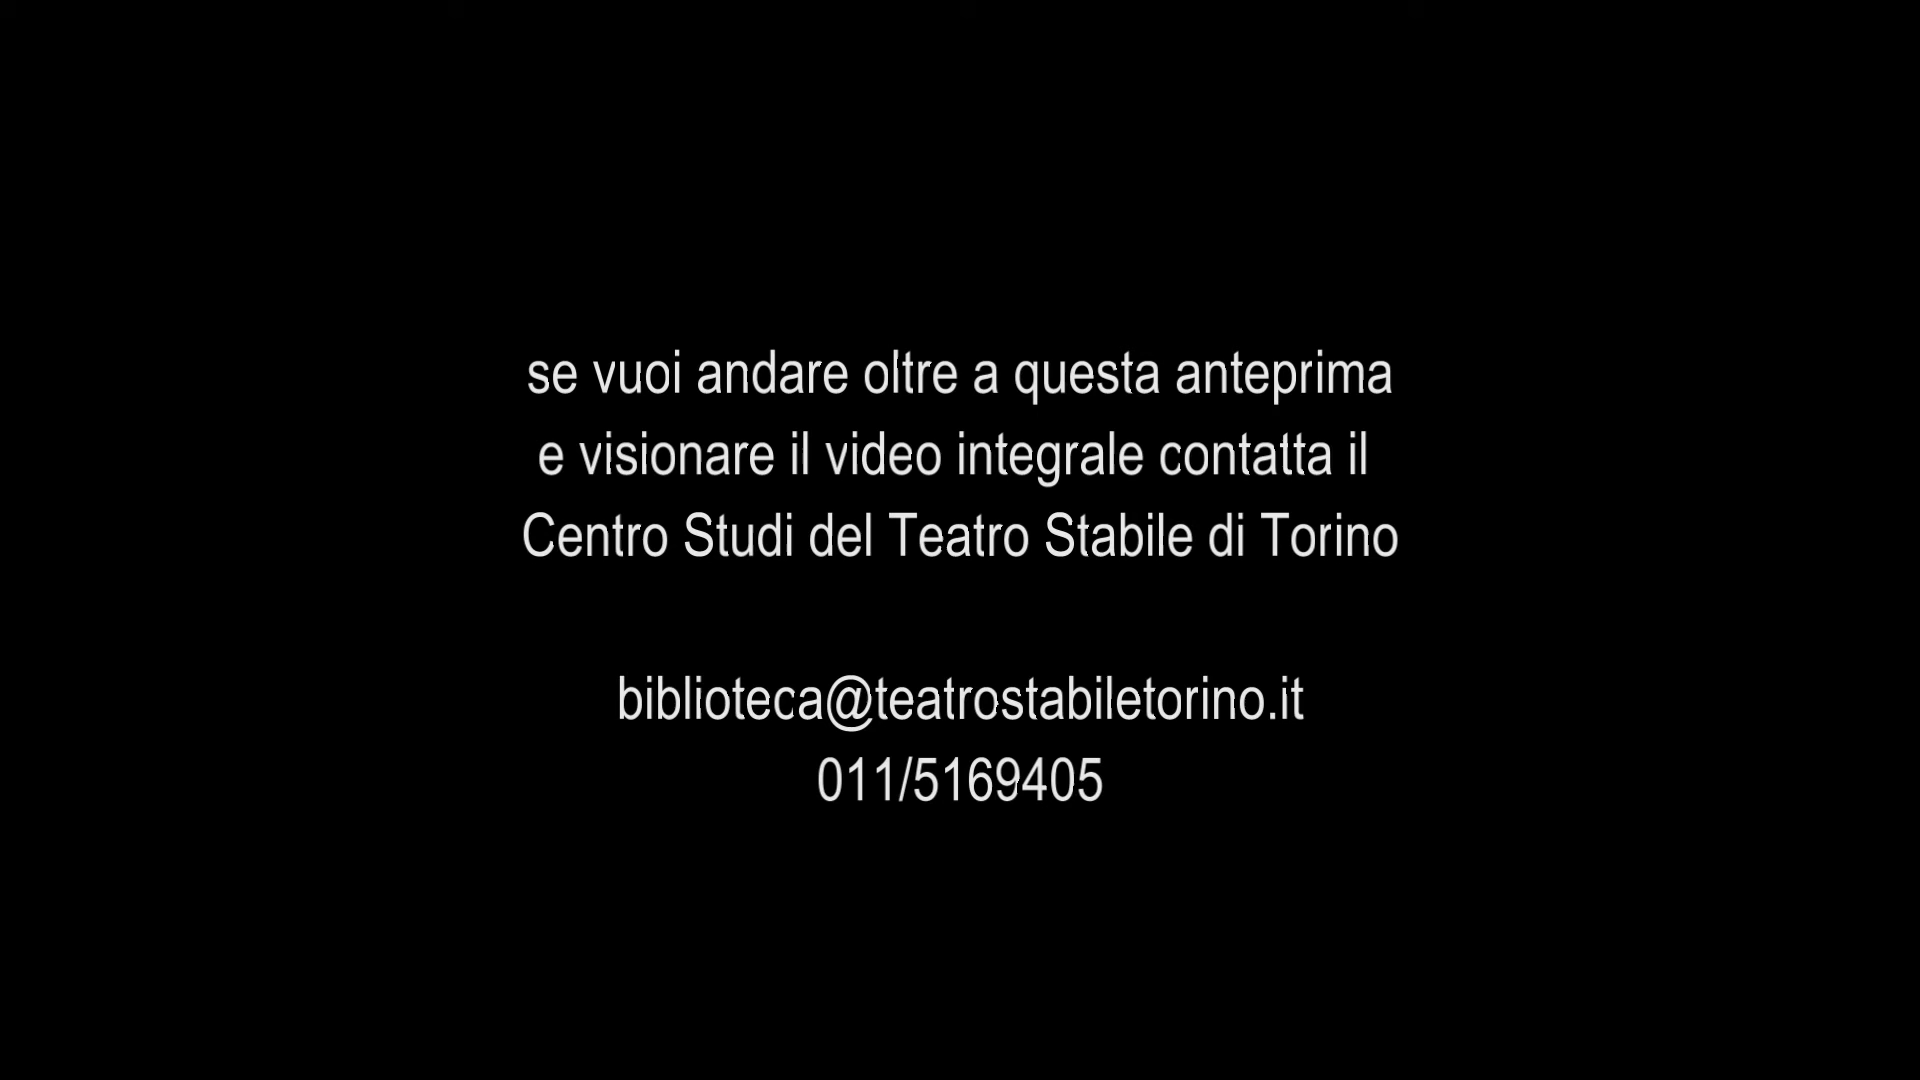 se vuoi andare oltre a questa anteprima
e visionare il video integrale contatta il
Centro Studi del Teatro Stabile di Torino
biblioteca@teatrostabiletorino.it
011/5169405